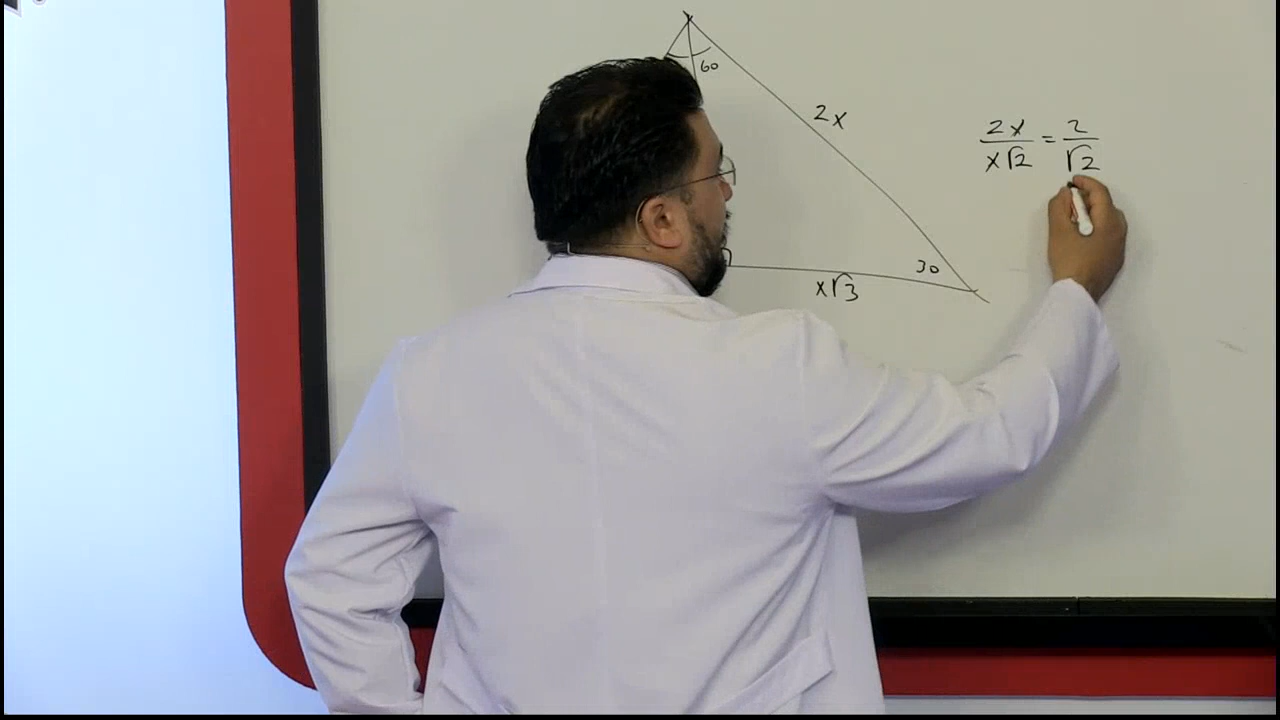 60
2x
2x/x√2 = 2/√2
30
x√3